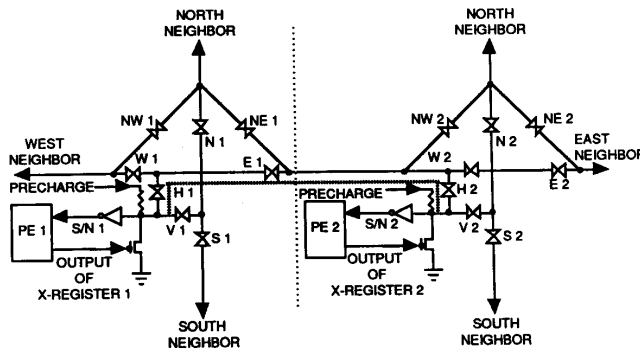 NORTH
NEIGHBOR
NORTH
NEIGHBOR
NW 1
NE 1
N 1
NW 2
NE 2
N 2
WEST
NEIGHBOR
EAST
NEIGHBOR
W 1
E 1
W 2
E 2
PRECHARGE
H 1
PRECHARGE
H 2
PE 1
S/N 1
V 1
S 1
PE 2
S/N 2
V 2
S 2
OUTPUT
OF
X-REGISTER 1
OUTPUT
OF
X-REGISTER 2
SOUTH
NEIGHBOR
SOUTH
NEIGHBOR